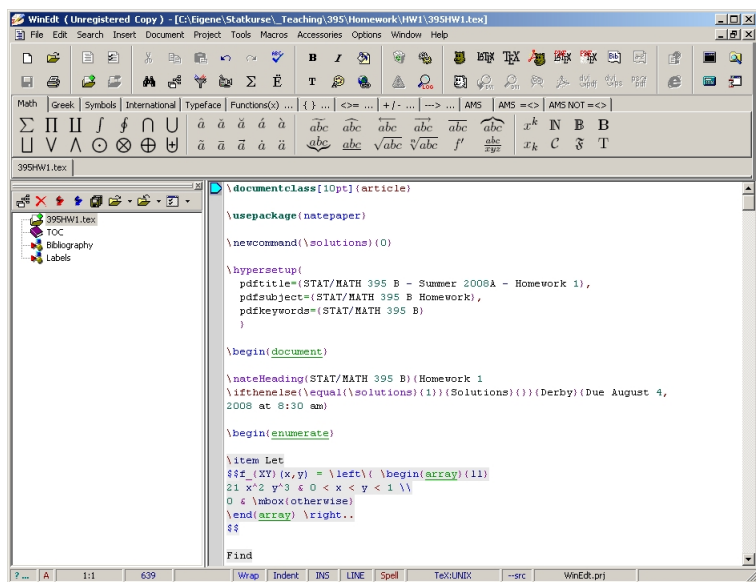 WinEdt ( Unregistered Copy ) - [C:\Eigene\Statkurse\_Teaching\395\Homework\HW1\395HW1.tex]
File Edit Search Insert Document Project Tools Macros Accessories Options Window Help
Math Greek Symbols International Typeface Functions(x) ... { } ... <>= ... +/-... ---> ... AMS AMS =<> AMS NOT =<>
395HW1.tex
395HW1.tex
TOC
Bibliography
Labels
\documentclass[10pt]{article}
\usepackage{natepaper}
\newcommand{\solutions}{0}
\hypersetup{
pdftitle={STAT/MATH 395 B - Summer 2008A - Homework 1},
pdfsubject={STAT/MATH 395 B Homework},
pdfkeywords={STAT/MATH 395 B}
}
\begin{document}
\nateHeading{STAT/MATH 395 B}{Homework 1
\ifthenelse{\equal{\solutions}{1}}{Solutions}{}}{Derby}{Due August 4,
2008 at 8:30 am}
\begin{enumerate}
\item Let
$$f_{XY}(x,y) = \left\{ \begin{array}{ll}
21 x^2 y^3 & 0 < x < y < 1 \\
0 & \mbox{otherwise}
\end{array} \right..
$$
Find
?... A 1:1 639 Wrap Indent INS LINE Spell TeX:UNIX --src WinEdt.prj